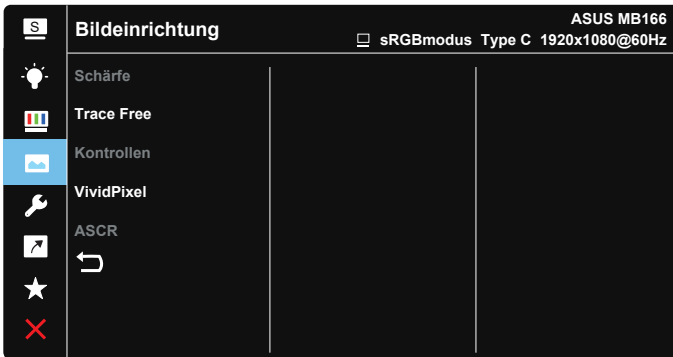 S
Bildeinrichtung
ASUS MB166
sRGBmodus Type C 1920x1080@60Hz
Schärfe
Trace Free
Kontrollen
VividPixel
ASCR